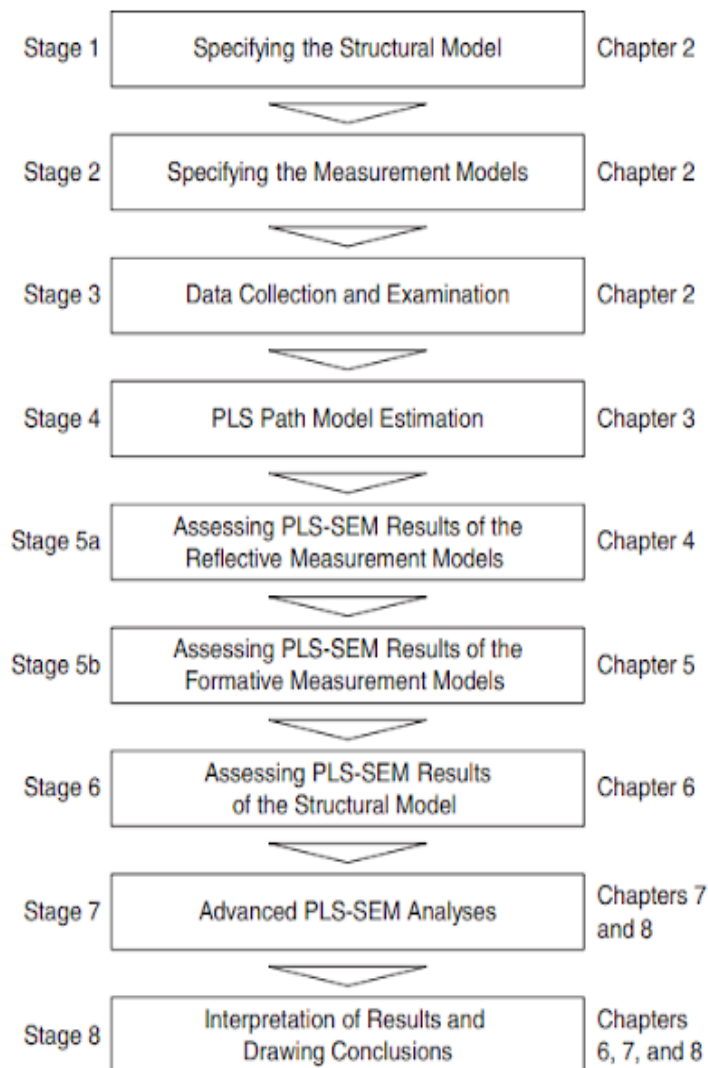 Stage 1 Specifying the Structural Model Chapter 2
Stage 2 Specifying the Measurement Models Chapter 2
Stage 3 Data Collection and Examination Chapter 2
Stage 4 PLS Path Model Estimation Chapter 3
Stage 5a Assessing PLS-SEM Results of the
Reflective Measurement Models Chapter 4
Stage 5b Assessing PLS-SEM Results of the
Formative Measurement Models Chapter 5
Stage 6 Assessing PLS-SEM Results
of the Structural Model Chapter 6
Stage 7 Advanced PLS-SEM Analyses Chapters 7
and 8
Stage 8 Interpretation of Results and
Drawing Conclusions Chapters
6, 7, and 8